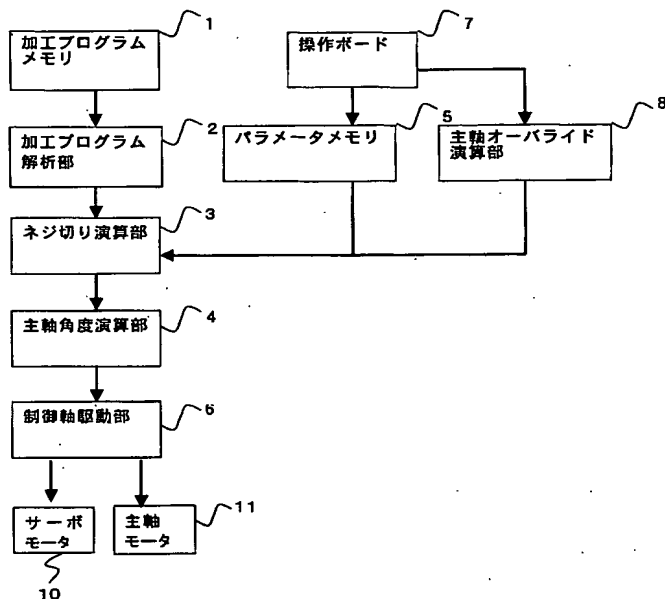 加工プログラム
メモリ
1
操作ボード
7
加工プログラム
解析部
2
パラメータメモリ
5
主軸オーバライド
演算部
8
ネジ切り演算部
3
主軸角度演算部
4
制御軸駆動部
6
サーボ
モータ
10
主軸
モータ
11